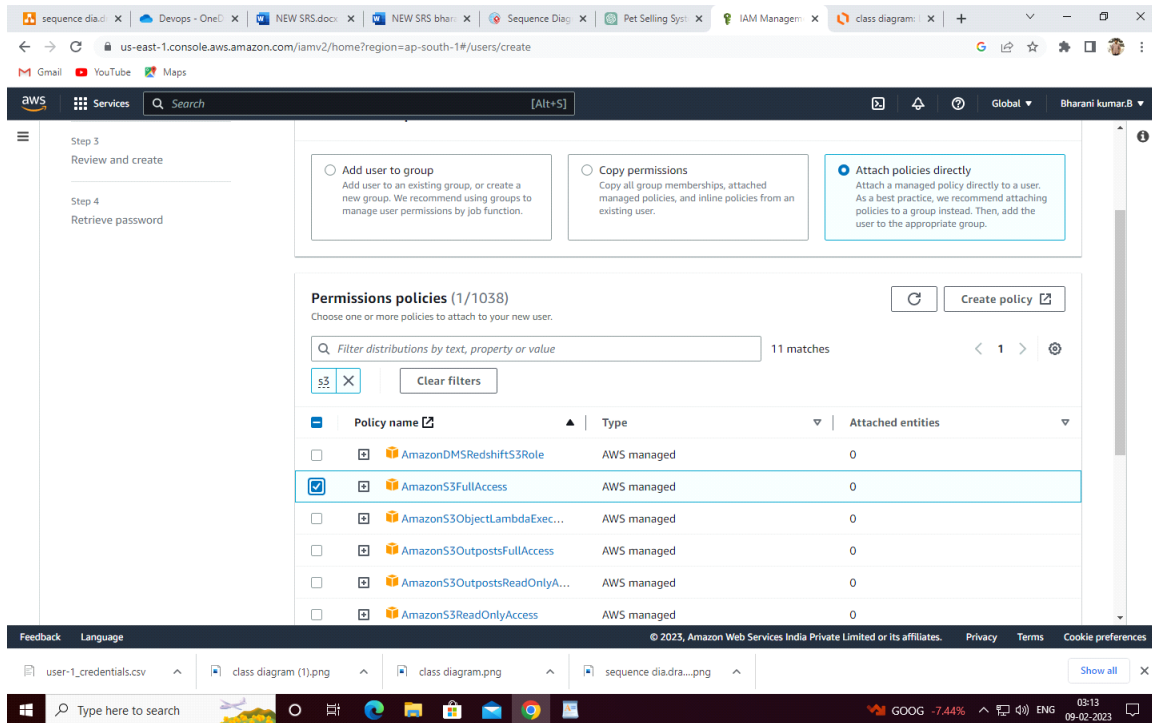 sequence dia.d
Devops - OneD
NEW SRS.docx
NEW SRS bhara
Sequence Diag
Pet Selling Syst
IAM Managem
class diagram:
us-east-1.console.aws.amazon.com/iamv2/home?region=ap-south-1#/users/create
Gmail
YouTube
Maps
aws
Services
Search
[Alt+S]
Global
Bharani kumar.B
Step 3
Review and create
Step 4
Retrieve password
Add user to group
Add user to an existing group, or create a
new group. We recommend using groups to
manage user permissions by job function.
Copy permissions
Copy all group memberships, attached
managed policies, and inline policies from an
existing user.
Attach policies directly
Attach a managed policy directly to a user.
As a best practice, we recommend attaching
policies to a group instead. Then, add the
user to the appropriate group.
Permissions policies (1/1038)
Choose one or more policies to attach to your new user.
Create policy
Filter distributions by text, property or value
11 matches
1
s3
Clear filters
Policy name
Type
Attached entities
AmazonDMSRedshiftS3Role
AWS managed
0
AmazonS3FullAccess
AWS managed
0
AmazonS3ObjectLambdaExec...
AWS managed
0
AmazonS3OutpostsFullAccess
AWS managed
0
AmazonS3OutpostsReadOnlyA...
AWS managed
0
AmazonS3ReadOnlyAccess
AWS managed
0
Feedback
Language
© 2023, Amazon Web Services India Private Limited or its affiliates.
Privacy
Terms
Cookie preferences
user-1_credentials.csv
class diagram (1).png
class diagram.png
sequence dia.dra....png
Show all
Type here to search
GOOG -7.44%
ENG
03:13
09-02-2023